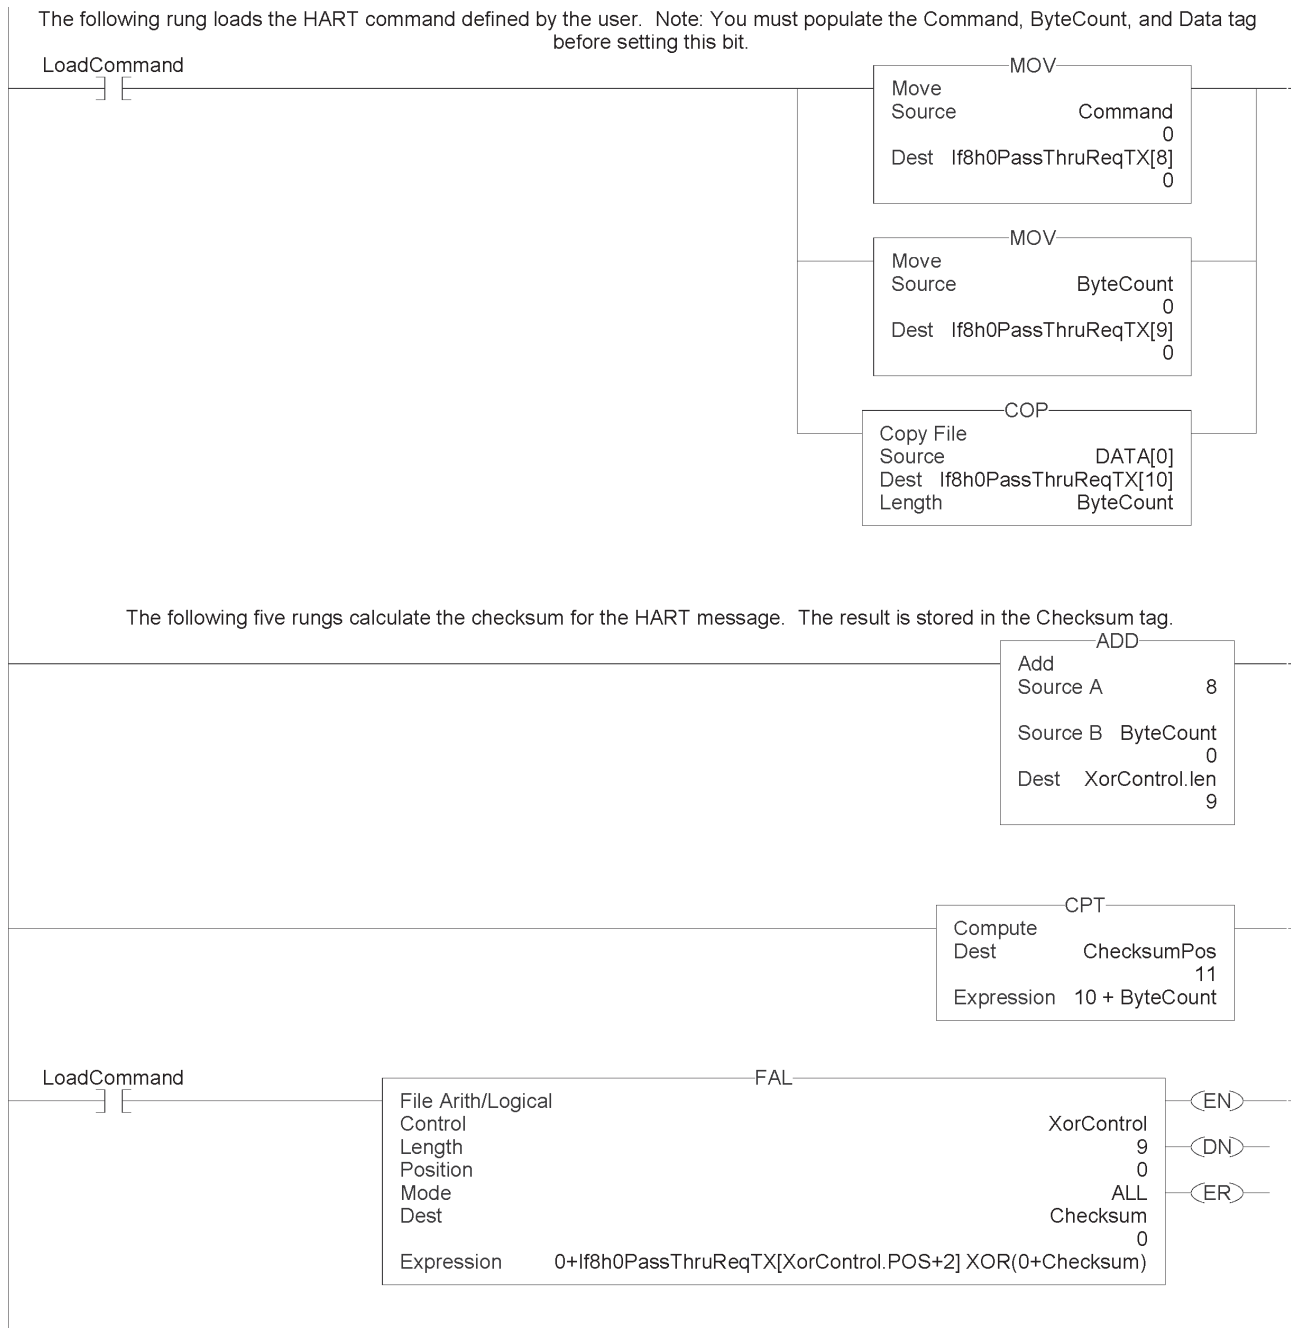 The following rung loads the HART command defined by the user.  Note: You must populate the Command, ByteCount, and Data tag
before setting this bit.
LoadCommand
MOV
Move
Source Command
0
Dest If8h0PassThruReqTX[8]
0
MOV
Move
Source ByteCount
0
Dest If8h0PassThruReqTX[9]
0
COP
Copy File
Source DATA[0]
Dest If8h0PassThruReqTX[10]
Length ByteCount
The following five rungs calculate the checksum for the HART message.  The result is stored in the Checksum tag.
ADD
Add
Source A 8
Source B ByteCount
0
Dest XorControl.len
9
CPT
Compute
Dest ChecksumPos
11
Expression 10 + ByteCount
LoadCommand
FAL
File Arith/Logical EN
Control XorControl
Length 9 DN
Position 0
Mode ALL ER
Dest Checksum
0
Expression 0+If8h0PassThruReqTX[XorControl.POS+2] XOR(0+Checksum)